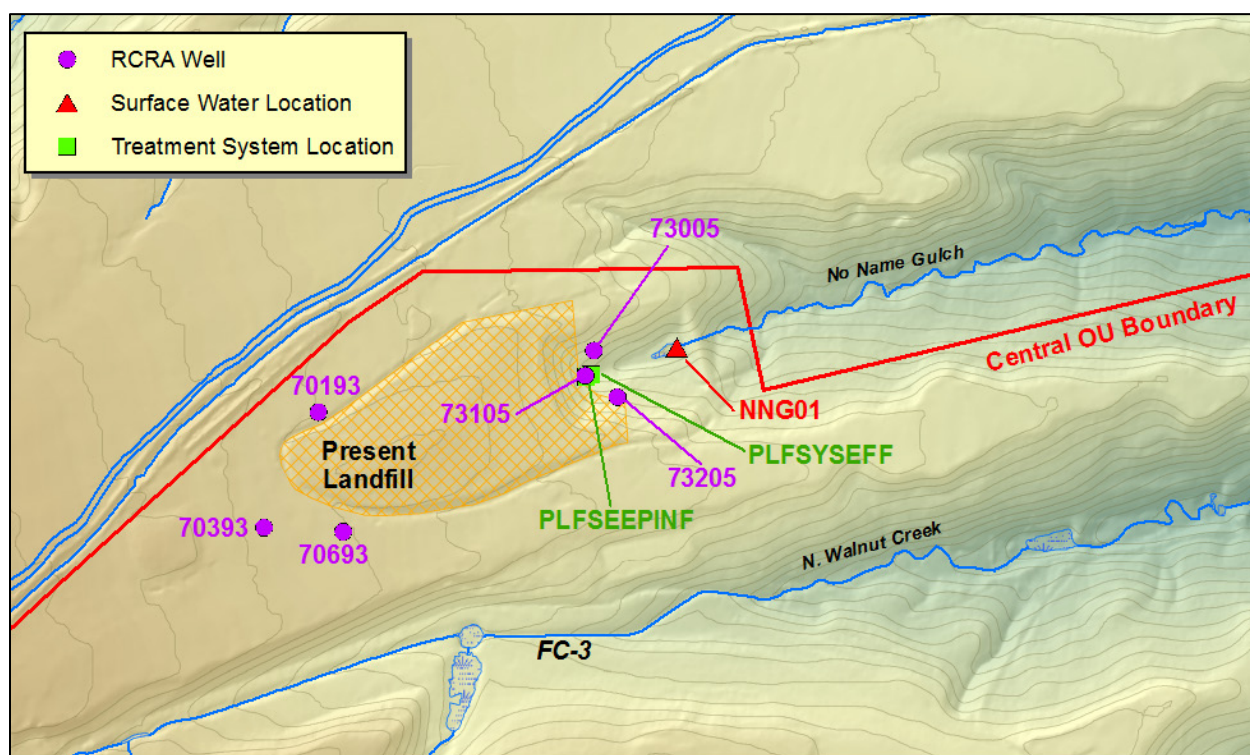 RCRA Well
Surface Water Location
Treatment System Location
73005
No Name Gulch
Central OU Boundary
70193
73105
NNG01
Present
Landfill
PLFSYSEFF
73205
PLFSEEPINF
70393
70693
N. Walnut Creek
FC-3